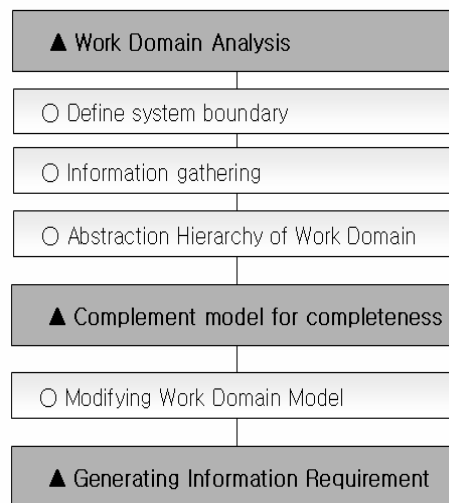 ▲ Work Domain Analysis
○ Define system boundary
○ Information gathering
○ Abstraction Hierarchy of Work Domain
▲ Complement model for completeness
○ Modifying Work Domain Model
▲ Generating Information Requirement